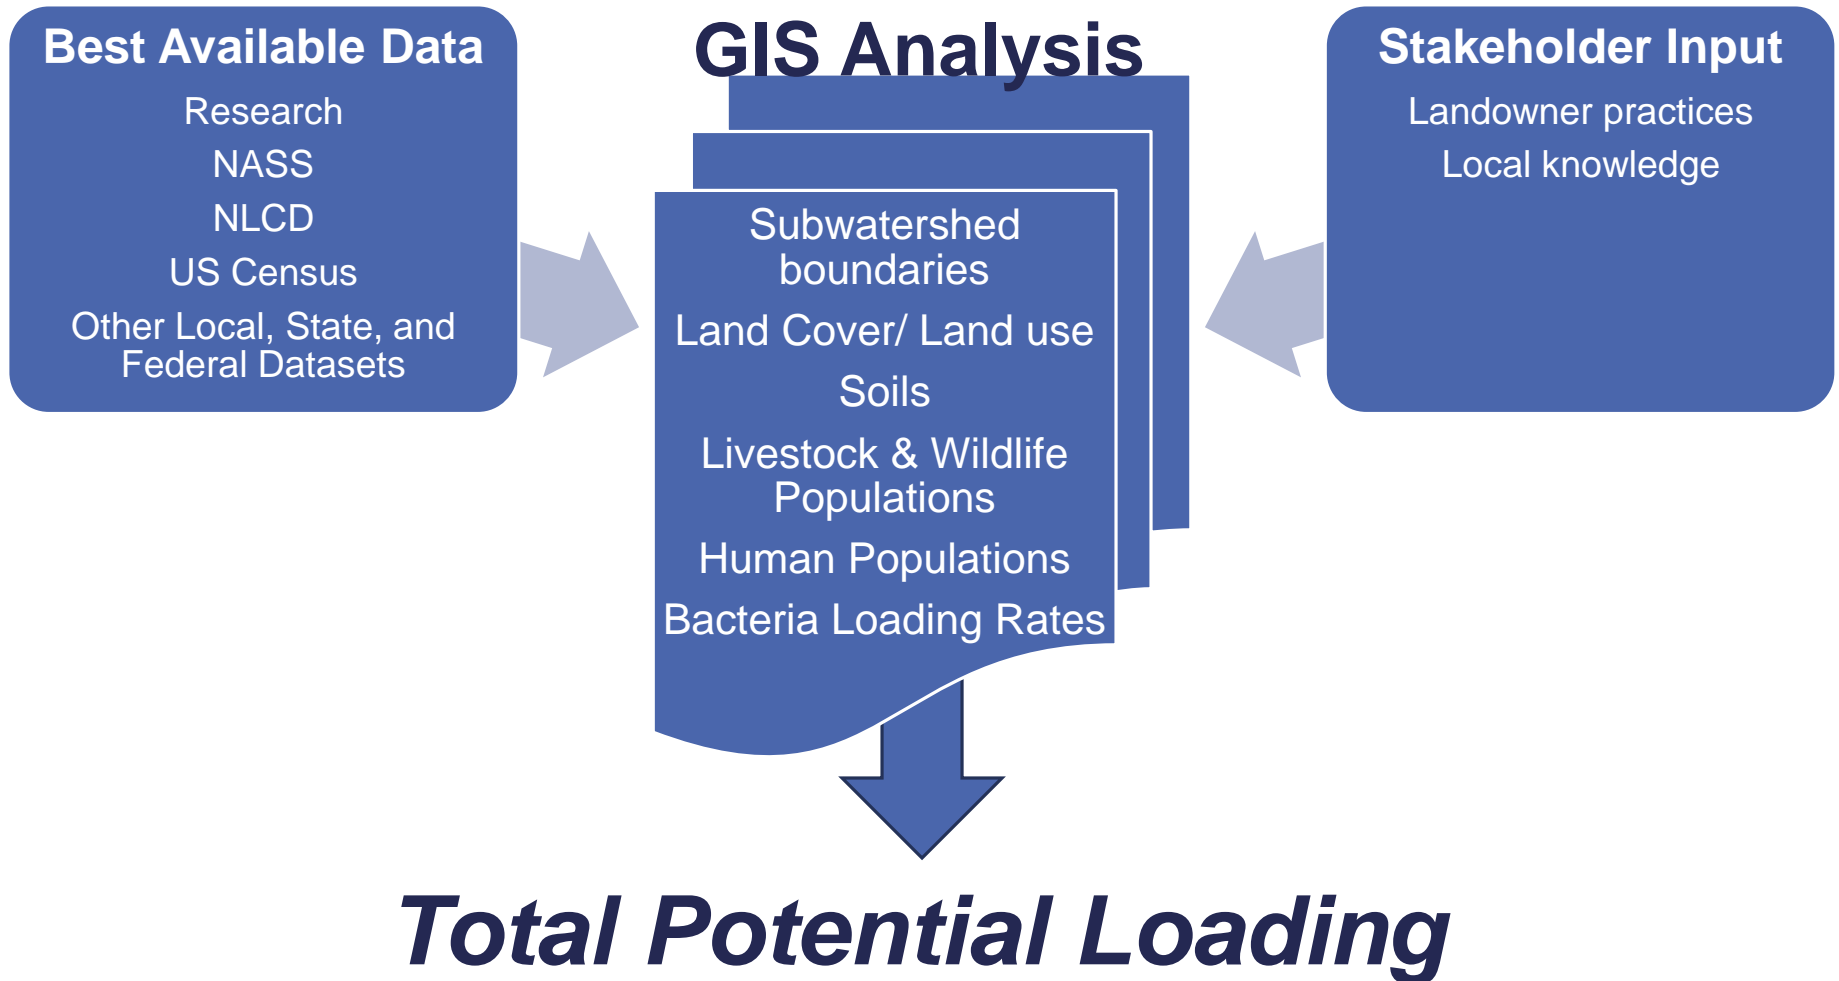 Best Available Data
Research
NASS
NLCD
US Census
Other Local, State, and
Federal Datasets
GIS Analysis
Subwatershed
boundaries
Land Cover/ Land use
Soils
Livestock & Wildlife
Populations
Human Populations
Bacteria Loading Rates
Stakeholder Input
Landowner practices
Local knowledge
Total Potential Loading